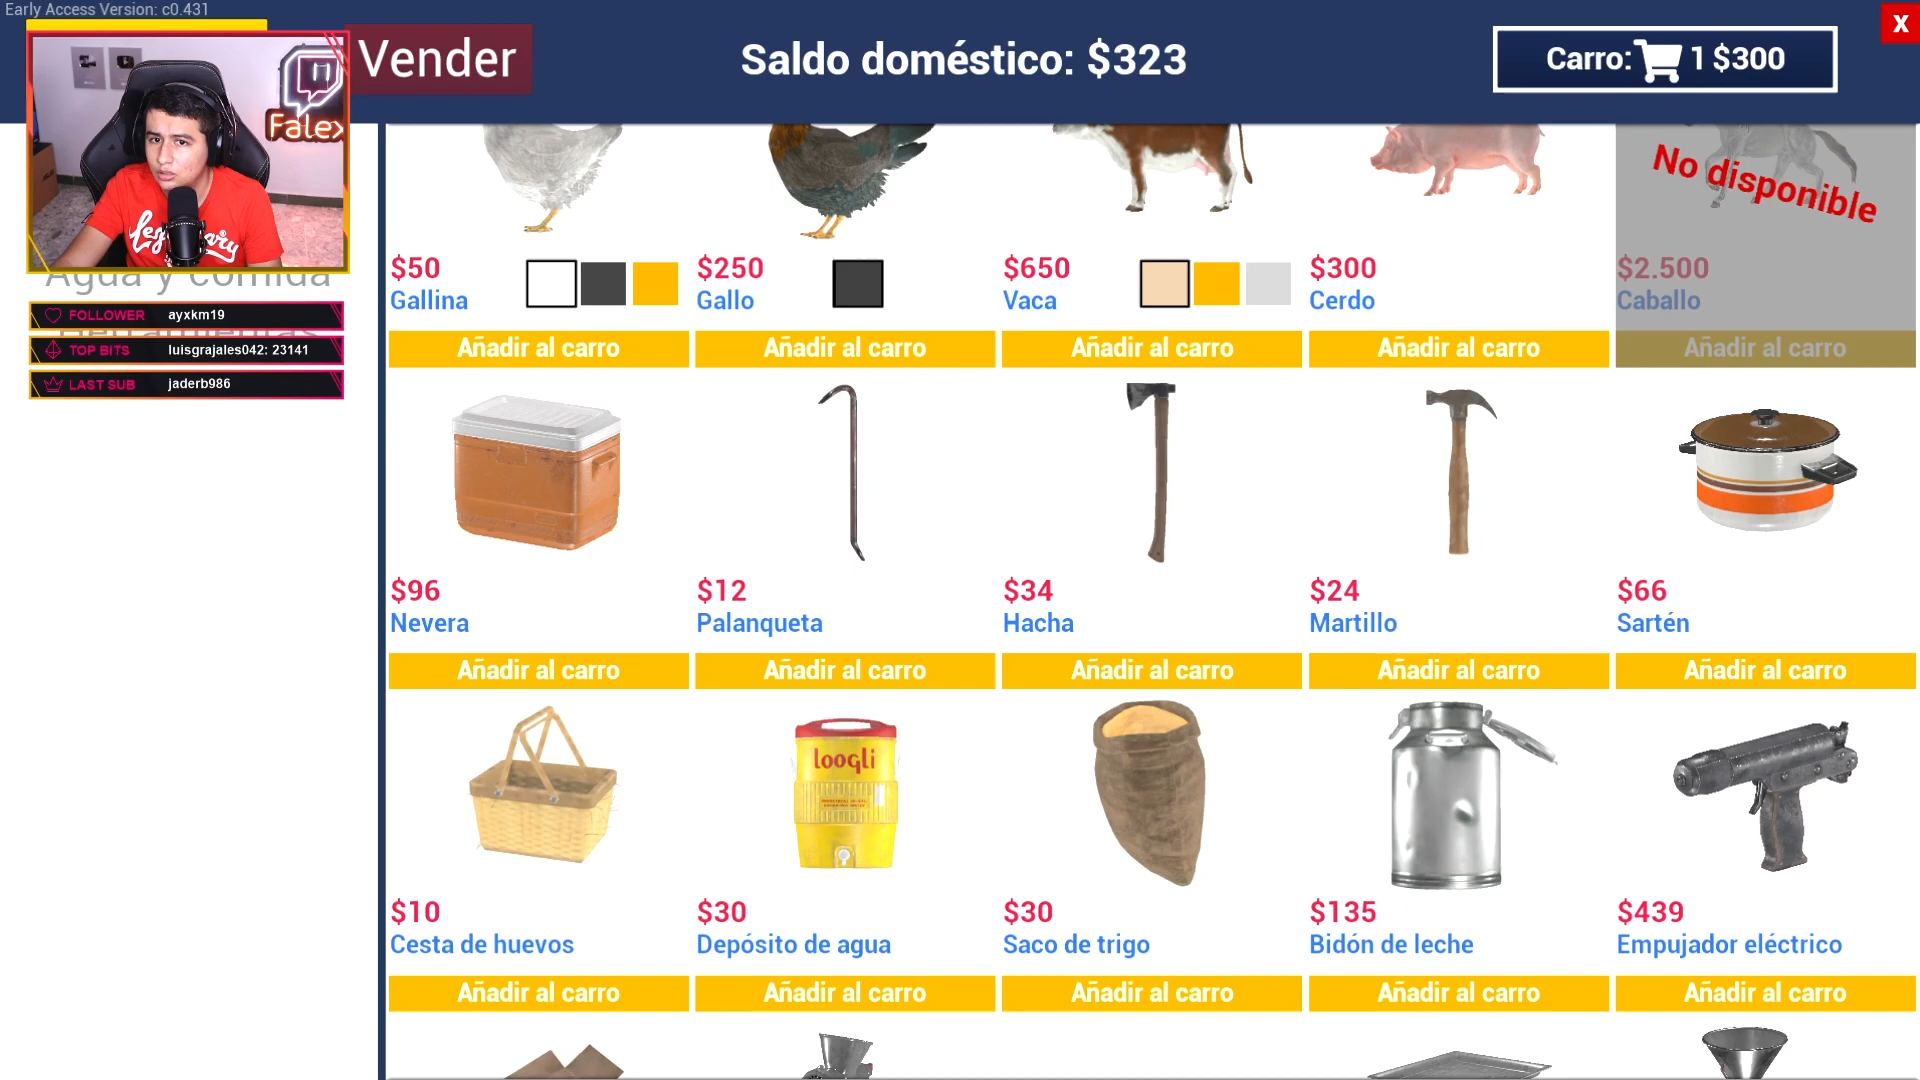 Early Access Version: c0.431
Vender
Saldo doméstico: $323
Carro: 1 $300
X
Falex
Legendary
Agua y comida
Herramientas
FOLLOWER ayxkm19
TOP BITS luisgrajales042: 23141
LAST SUB jaderb986
No disponible
$50
Gallina
$250
Gallo
$650
Vaca
$300
Cerdo
$2.500
Caballo
Añadir al carro
Añadir al carro
Añadir al carro
Añadir al carro
Añadir al carro
$96
Nevera
$12
Palanqueta
$34
Hacha
$24
Martillo
$66
Sartén
Añadir al carro
Añadir al carro
Añadir al carro
Añadir al carro
Añadir al carro
loogli
$10
Cesta de huevos
$30
Depósito de agua
$30
Saco de trigo
$135
Bidón de leche
$439
Empujador eléctrico
Añadir al carro
Añadir al carro
Añadir al carro
Añadir al carro
Añadir al carro